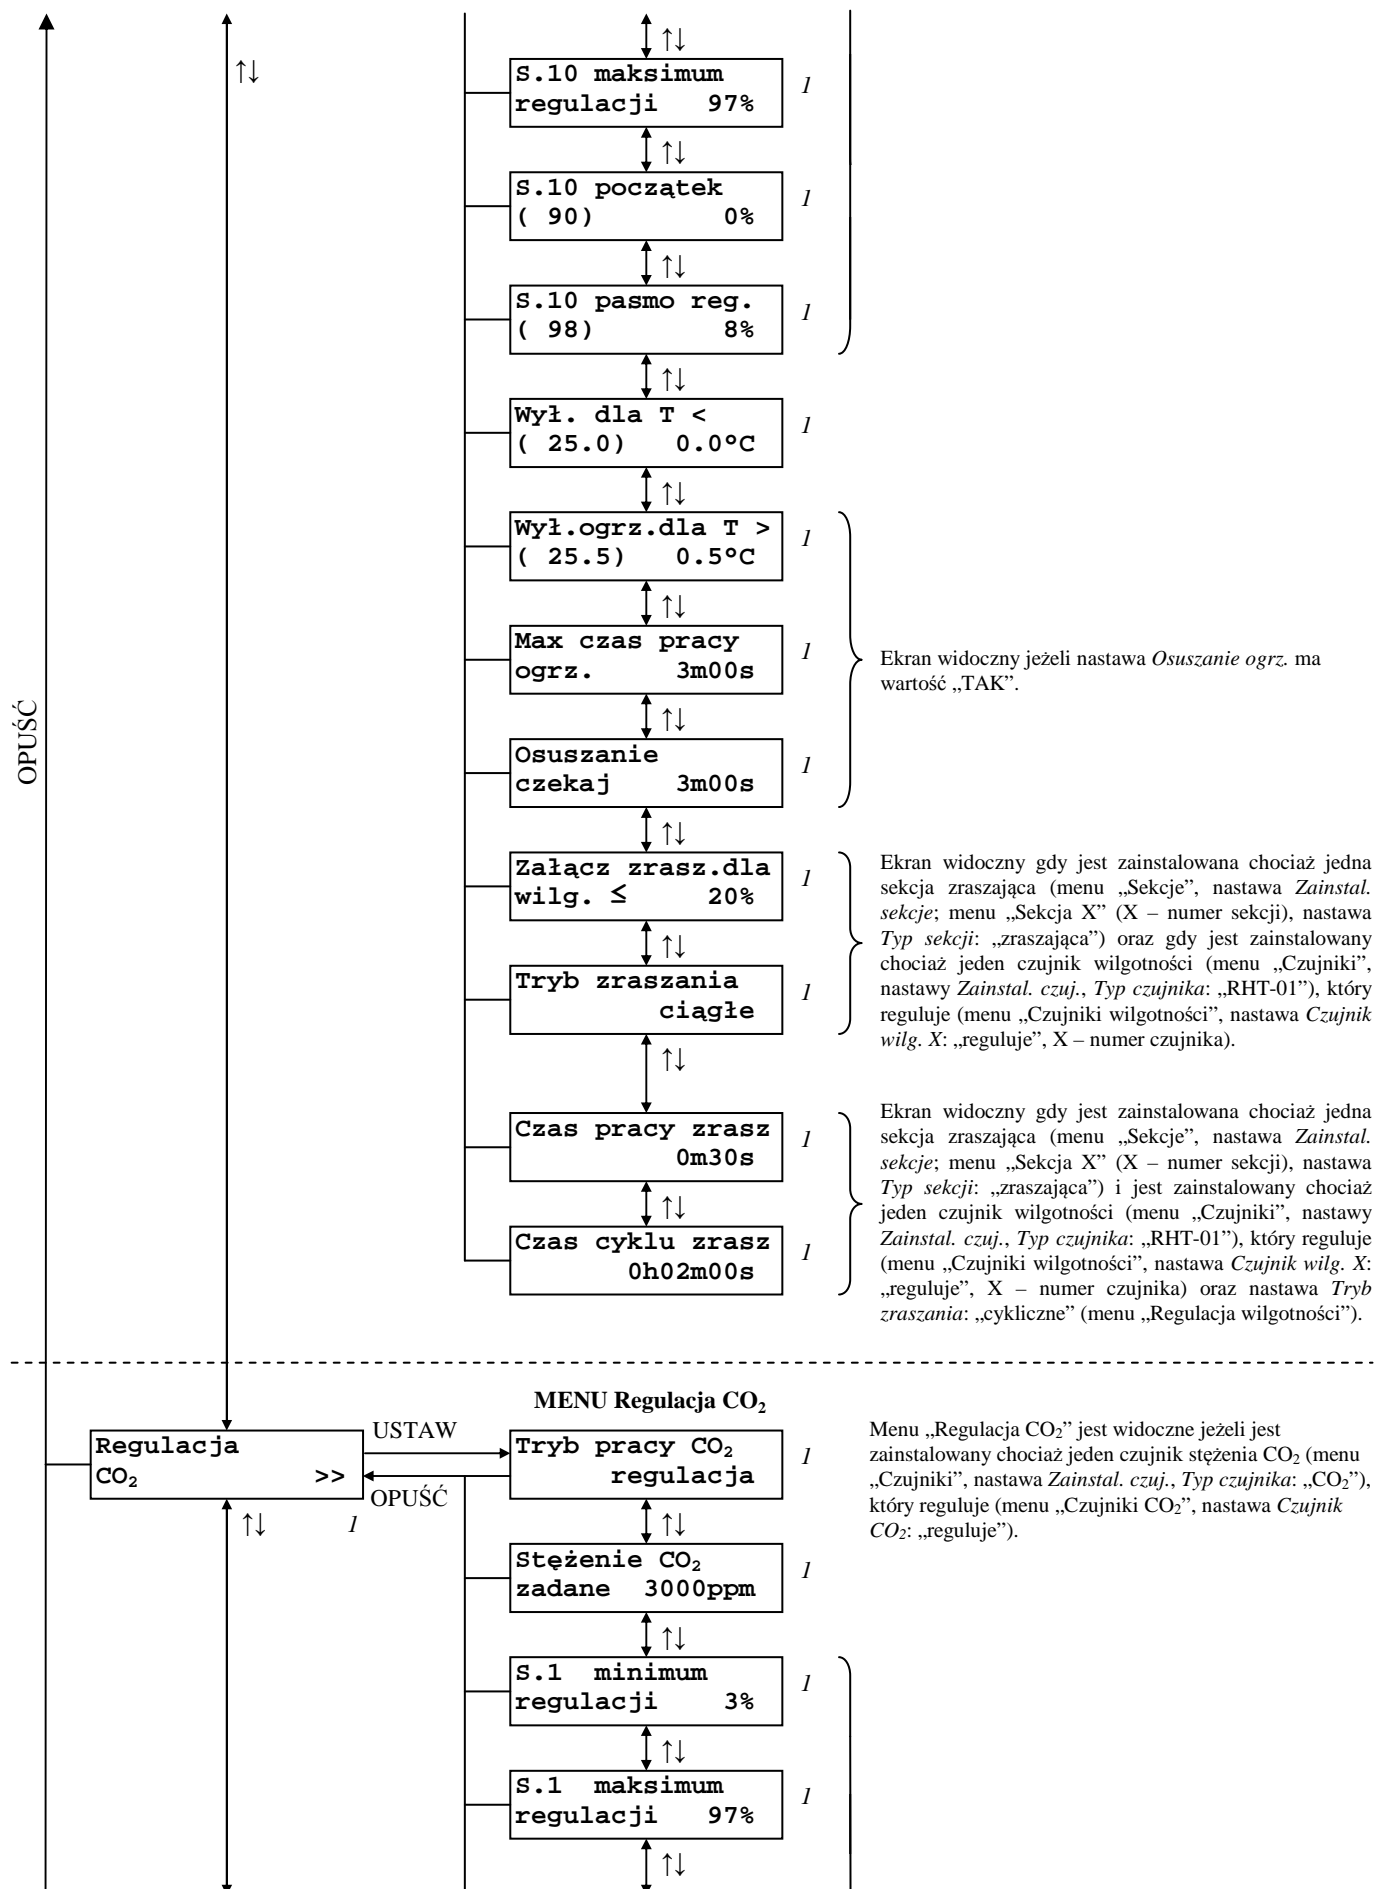 ↑↓
↑↓
S.10 maksimum
regulacji 97%
1
↑↓
S.10 początek
( 90) 0%
1
↑↓
S.10 pasmo reg.
( 98) 8%
1
↑↓
Wył. dla T <
( 25.0) 0.0°C
1
↑↓
Wył.ogrz.dla T >
( 25.5) 0.5°C
1
↑↓
Max czas pracy
ogrz. 3m00s
1
Ekran widoczny jeżeli nastawa Osuszanie ogrz. ma
wartość „TAK”.
↑↓
OPUŚĆ
Osuszanie
czekaj 3m00s
1
↑↓
Załącz zrasz.dla
wilg. ≤ 20%
1
↑↓
Tryb zraszania
ciągłe
1
Ekran widoczny gdy jest zainstalowana chociaż jedna
sekcja zraszająca (menu „Sekcje”, nastawa Zainstal.
sekcje; menu „Sekcja X” (X – numer sekcji), nastawa
Typ sekcji: „zraszająca”) oraz gdy jest zainstalowany
chociaż jeden czujnik wilgotności (menu „Czujniki”,
nastawy Zainstal. czuj., Typ czujnika: „RHT-01”), który
reguluje (menu „Czujniki wilgotności”, nastawa Czujnik
wilg. X: „reguluje”, X – numer czujnika).
↑↓
Czas pracy zrasz
0m30s
1
↑↓
Czas cyklu zrasz
0h02m00s
1
Ekran widoczny gdy jest zainstalowana chociaż jedna
sekcja zraszająca (menu „Sekcje”, nastawa Zainstal.
sekcje; menu „Sekcja X” (X – numer sekcji), nastawa
Typ sekcji: „zraszająca”) i jest zainstalowany chociaż
jeden czujnik wilgotności (menu „Czujniki”, nastawy
Zainstal. czuj., Typ czujnika: „RHT-01”), który reguluje
(menu „Czujniki wilgotności”, nastawa Czujnik wilg. X:
„reguluje”, X – numer czujnika) oraz nastawa Tryb
zraszania: „cykliczne” (menu „Regulacja wilgotności”).
MENU Regulacja CO₂
Regulacja
CO₂ >>
↑↓ 1
USTAW
OPUŚĆ
Tryb pracy CO₂
regulacja
1
Menu „Regulacja CO₂” jest widoczne jeżeli jest
zainstalowany chociaż jeden czujnik stężenia CO₂ (menu
„Czujniki”, nastawa Zainstal. czuj., Typ czujnika: „CO₂”),
który reguluje (menu „Czujniki CO₂”, nastawa Czujnik
CO₂: „reguluje”).
↑↓
Stężenie CO₂
zadane 3000ppm
1
↑↓
S.1 minimum
regulacji 3%
1
↑↓
S.1 maksimum
regulacji 97%
1
↑↓